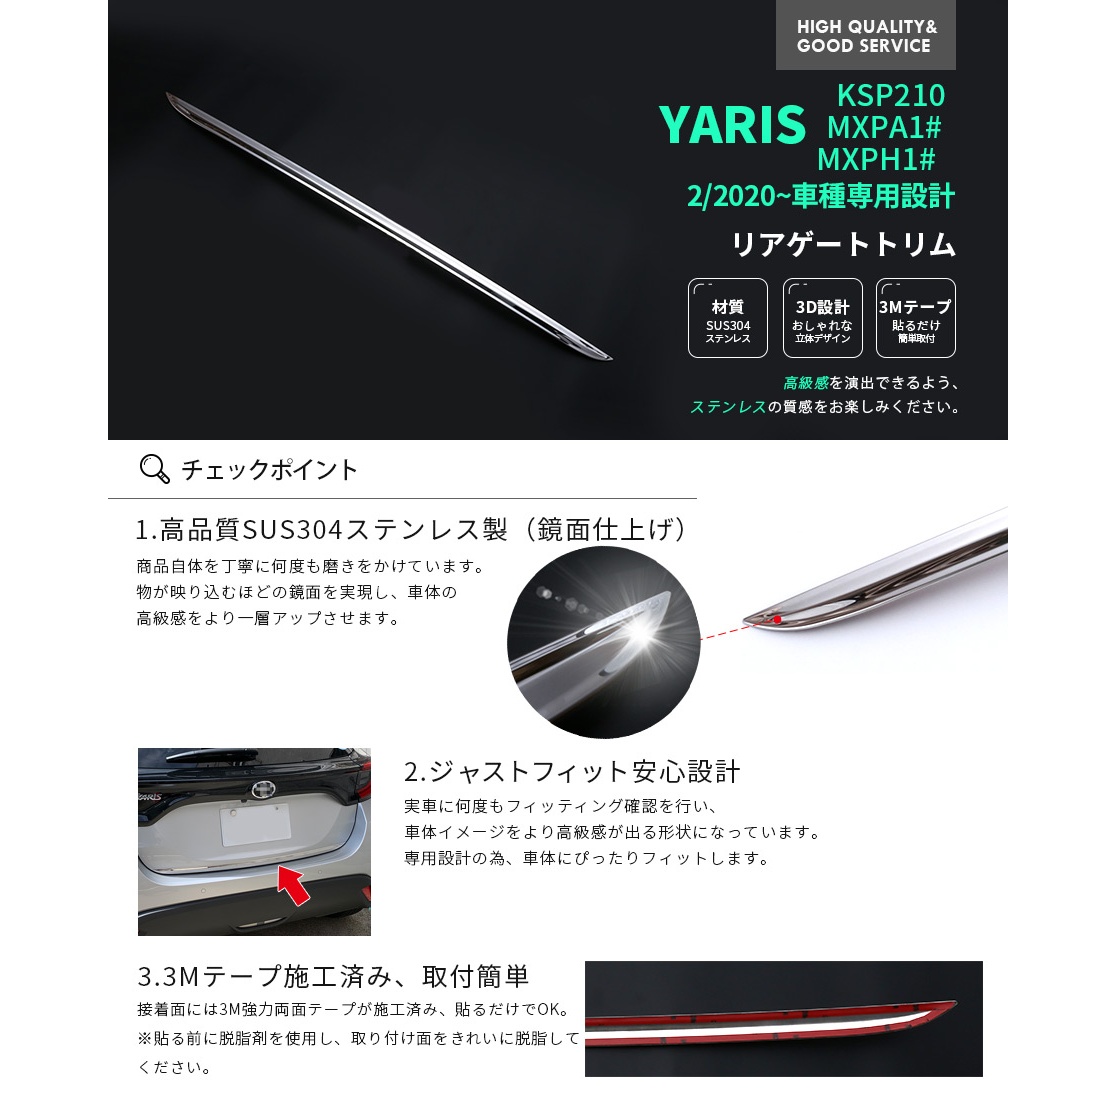 HIGH QUALITY&
GOOD SERVICE
YARIS
KSP210
MXPA1#
MXPH1#
2/2020~車種専用設計
リアゲートトリム
材質
SUS304
ステンレス
3D設計
おしゃれな
立体デザイン
3Mテープ
貼るだけ
簡単取付
高級感を演出できるよう、
ステンレスの質感をお楽しみください。
チェックポイント
1.高品質SUS304ステンレス製（鏡面仕上げ）
商品自体を丁寧に何度も磨きをかけています。
物が映り込むほどの鏡面を実現し、車体の
高級感をより一層アップさせます。
YARIS
2.ジャストフィット安心設計
実車に何度もフィッティング確認を行い、
車体イメージをより高級感が出る形状になっています。
専用設計の為、車体にぴったりフィットします。
3.3Mテープ施工済み、取付簡単
接着面には3M強力両面テープが施工済み、貼るだけでOK。
※貼る前に脱脂剤を使用し、取り付け面をきれいに脱脂して
ください。